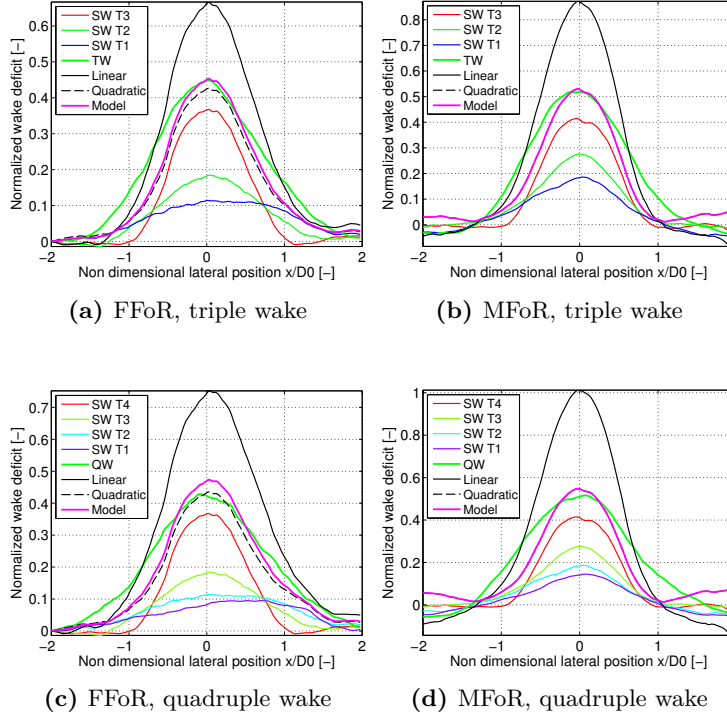 SW T3
SW T2
SW T1
TW
Linear
Quadratic
Model
Normalized wake deficit [−]
0.6
0.5
0.4
0.3
0.2
0.1
0
−2 −1 0 1 2
Non dimensional lateral position x/D0 [−]
(a) FFoR, triple wake
SW T3
SW T2
SW T1
TW
Linear
Quadratic
Model
Normalized wake deficit [−]
0.8
0.7
0.6
0.5
0.4
0.3
0.2
0.1
0
−2 −1 0 1
Non dimensional lateral position x/D0 [−]
(b) MFoR, triple wake
SW T4
SW T3
SW T2
SW T1
QW
Linear
Quadratic
Model
Normalized wake deficit [−]
0.7
0.6
0.5
0.4
0.3
0.2
0.1
0
−2 −1 0 1 2
Non dimensional lateral position x/D0 [−]
(c) FFoR, quadruple wake
SW T4
SW T3
SW T2
SW T1
QW
Linear
Quadratic
Model
Normalized wake deficit [−]
1
0.8
0.6
0.4
0.2
0
−2 −1 0 1
Non dimensional lateral position x/D0 [−]
(d) MFoR, quadruple wake